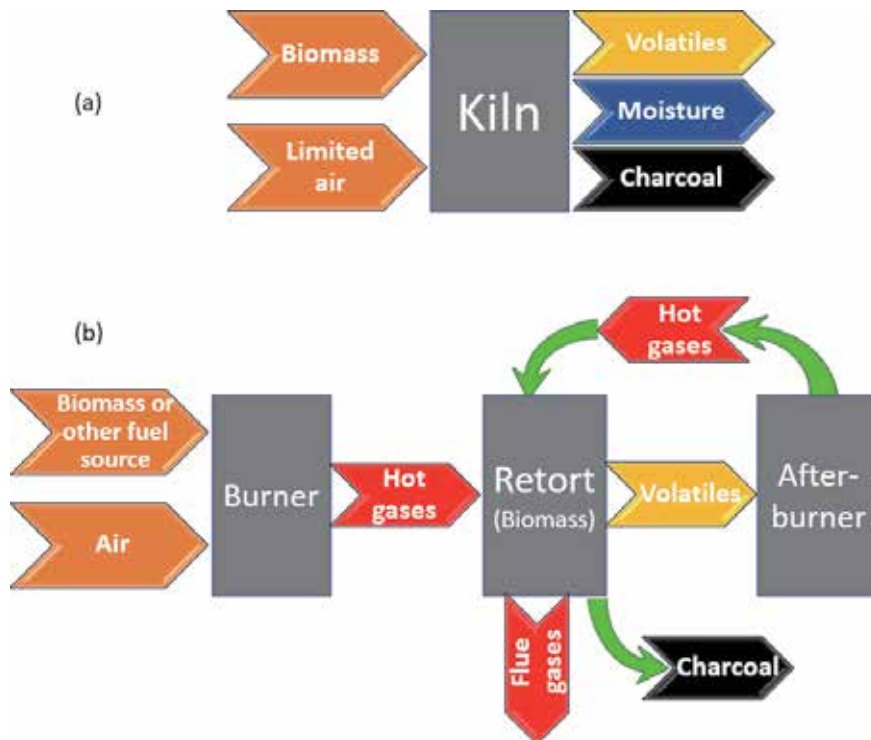 (a)
Biomass
Limited
air
Kiln
Volatiles
Moisture
Charcoal
(b)
Biomass or
other fuel
source
Air
Burner
Hot
gases
Retort
(Biomass)
Volatiles
After-
burner
Hot
gases
Flue
gases
Charcoal